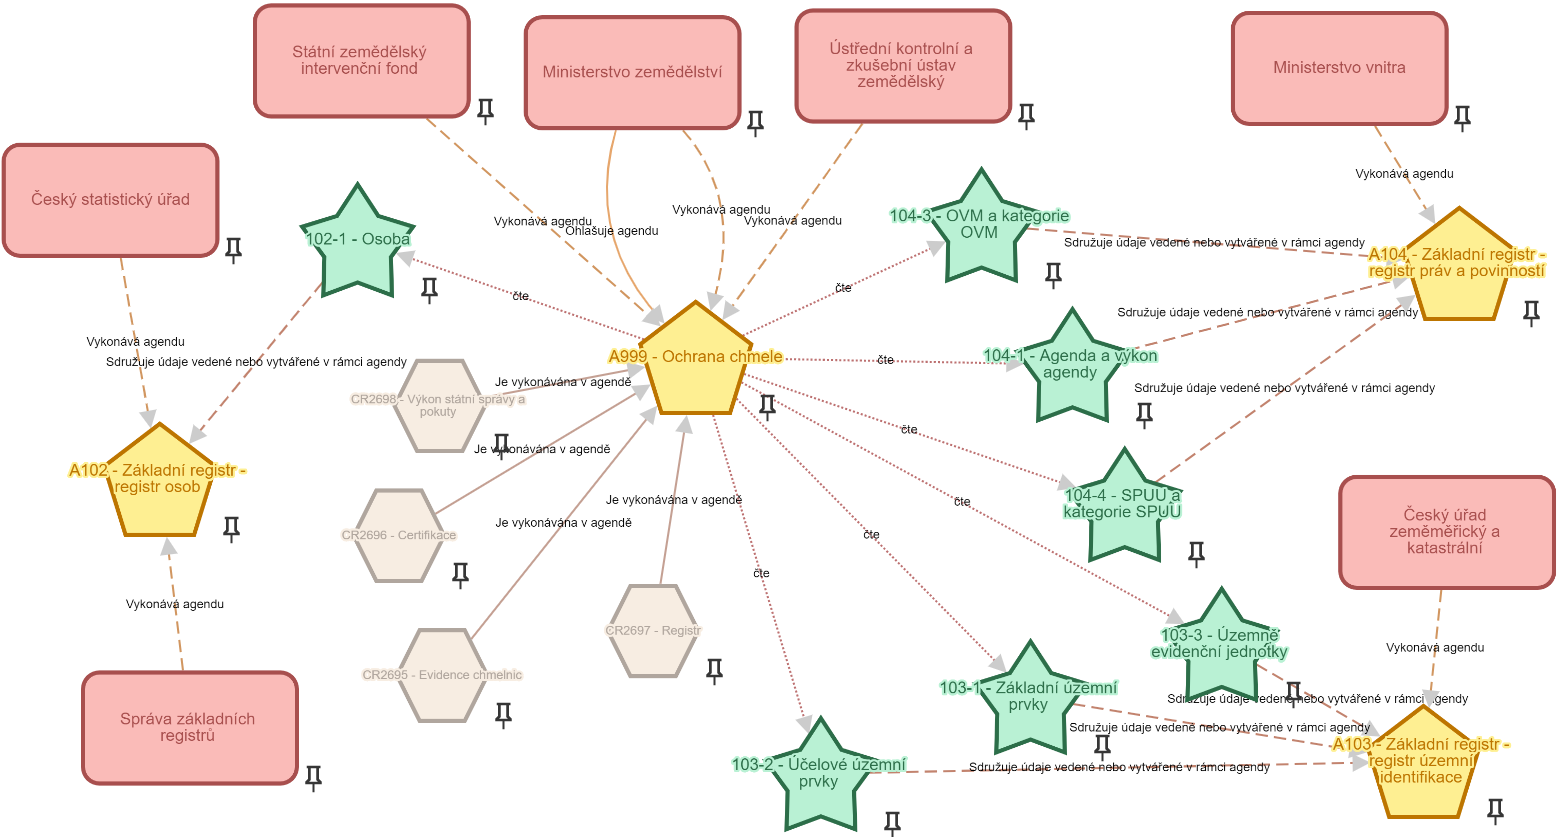 Státní zemědělský
intervenční fond
Ministerstvo zemědělství
Ústřední kontrolní a
zkušební ústav
zemědělský
Ministerstvo vnitra
Český statistický úřad
Vykonává agendu
102-1 - Osoba
Vykonává agendu
Ohlašuje agendu
Vykonává agendu
Vykonává agendu
104-3 - OVM a kategorie
OVM
Sdružuje údaje vedené nebo vytvářené v rámci agendy
A104 - Základní registr -
registr práv a povinností
čte
čte
Sdružuje údaje vedené nebo vytvářené v rámci agendy
Vykonává agendu
Sdružuje údaje vedené nebo vytvářené v rámci agendy
A999 - Ochrana chmele
čte
104-1 - Agenda a výkon
agendy
Je vykonávána v agendě
Sdružuje údaje vedené nebo vytvářené v rámci agendy
CR2698 - Výkon státní správy a
pokuty
čte
Je vykonávána v agendě
A102 - Základní registr -
registr osob
Je vykonávána v agendě
čte
104-4 - SPUU a
kategorie SPUU
Je vykonávána v agendě
CR2696 - Certifikace
čte
Český úřad
zeměměřický a
katastrální
čte
Vykonává agendu
CR2697 - Registr
103-3 - Územně
evidenční jednotky
Vykonává agendu
CR2695 - Evidence chmelnic
103-1 - Základní územní
prvky
Sdružuje údaje vedené nebo vytvářené v rámci agendy
Správa základních
registrů
Sdružuje údaje vedené nebo vytvářené v rámci agendy
A103 - Základní registr -
registr územní
identifikace
103-2 - Účelové územní
prvky
Sdružuje údaje vedené nebo vytvářené v rámci agendy